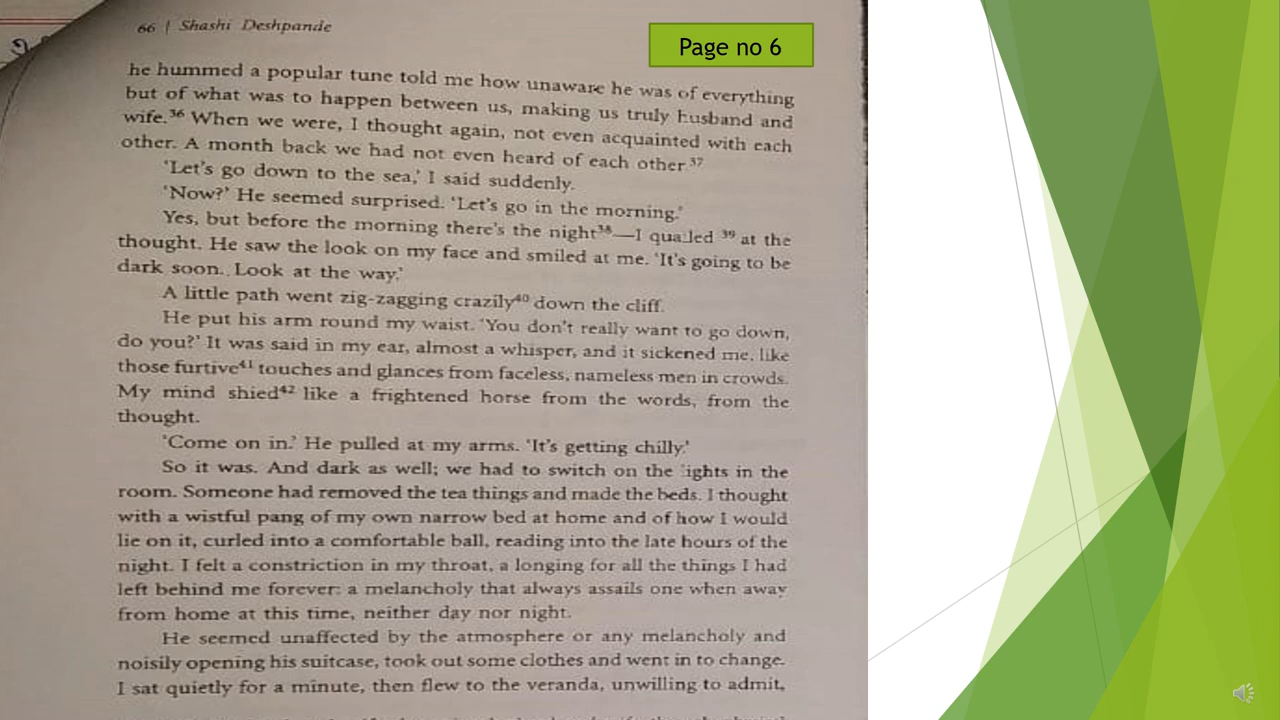 66 | Shashi Deshpande
Page no 6
he hummed a popular tune told me how unaware he was of everything
but of what was to happen between us, making us truly husband and
wife.³⁶ When we were, I thought again, not even acquainted with each
other. A month back we had not even heard of each other.³⁷
‘Let’s go down to the sea,’ I said suddenly.
‘Now?’ He seemed surprised. ‘Let’s go in the morning.’
Yes, but before the morning there’s the night³⁸—I quailed ³⁹ at the
thought. He saw the look on my face and smiled at me. ‘It’s going to be
dark soon. Look at the way.’
A little path went zig-zagging crazily⁴⁰ down the cliff.
He put his arm round my waist. ‘You don’t really want to go down,
do you?’ It was said in my ear, almost a whisper, and it sickened me, like
those furtive⁴¹ touches and glances from faceless, nameless men in crowds.
My mind shied⁴² like a frightened horse from the words, from the
thought.
‘Come on in.’ He pulled at my arms. ‘It’s getting chilly.’
So it was. And dark as well; we had to switch on the lights in the
room. Someone had removed the tea things and made the beds. I thought
with a wistful pang of my own narrow bed at home and of how I would
lie on it, curled into a comfortable ball, reading into the late hours of the
night. I felt a constriction in my throat, a longing for all the things I had
left behind me forever: a melancholy that always assails one when away
from home at this time, neither day nor night.
He seemed unaffected by the atmosphere or any melancholy and
noisily opening his suitcase, took out some clothes and went in to change.
I sat quietly for a minute, then flew to the veranda, unwilling to admit,